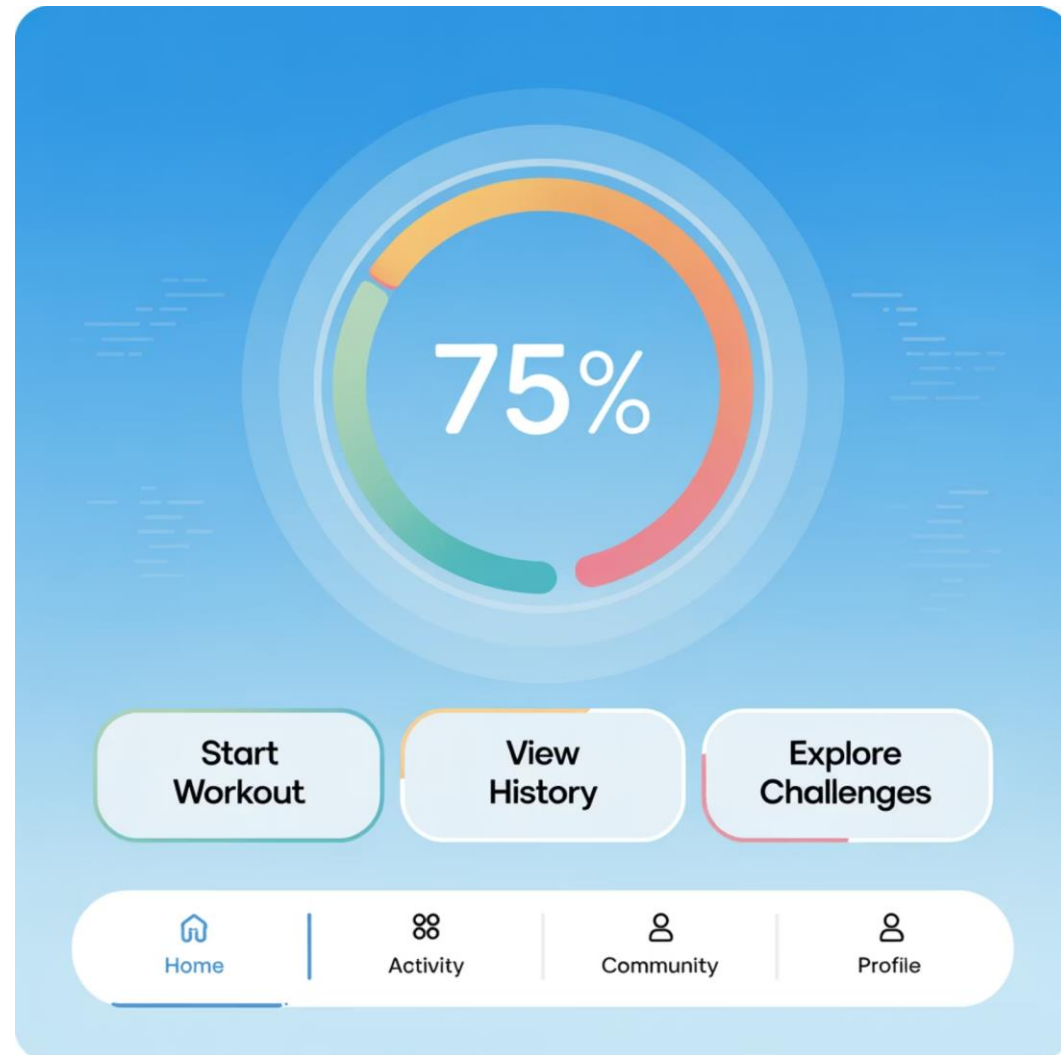 75%
Start
Workout
View
History
Explore
Challenges
Home
Activity
Community
Profile